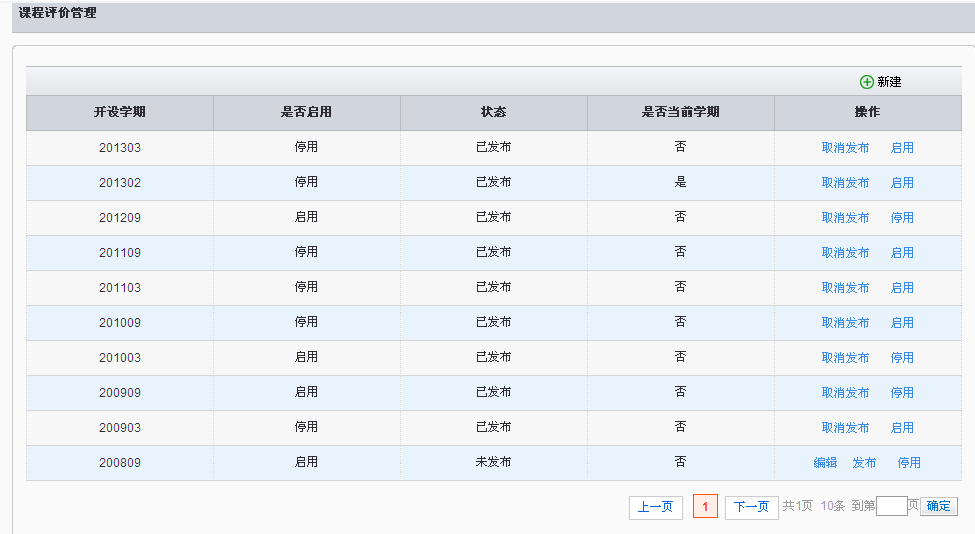 课程评价管理
新建
开设学期 是否启用 状态 是否当前学期 操作
201303 停用 已发布 否 取消发布 启用
201302 停用 已发布 是 取消发布 启用
201209 启用 已发布 否 取消发布 停用
201109 停用 已发布 否 取消发布 启用
201103 停用 已发布 否 取消发布 启用
201009 停用 已发布 否 取消发布 启用
201003 启用 已发布 否 取消发布 停用
200909 启用 已发布 否 取消发布 停用
200903 停用 已发布 否 取消发布 启用
200809 启用 未发布 否 编辑 发布 停用
上一页 1 下一页 共1页 10条 到第 页 确定